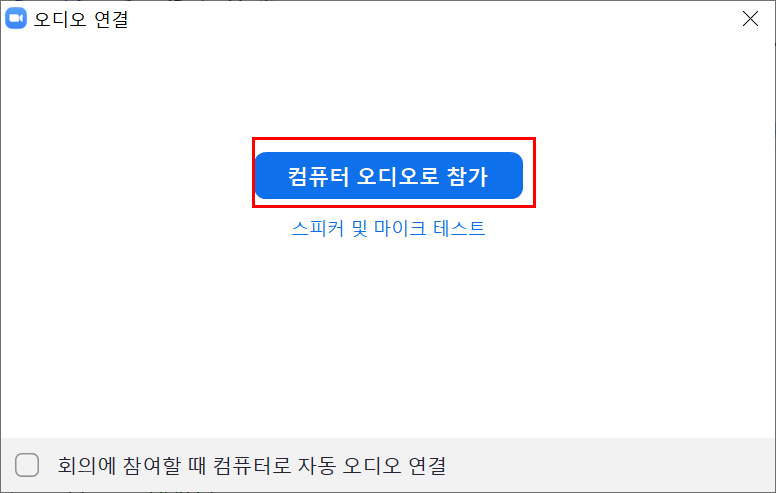 오디오 연결
컴퓨터 오디오로 참가
스피커 및 마이크 테스트
회의에 참여할 때 컴퓨터로 자동 오디오 연결